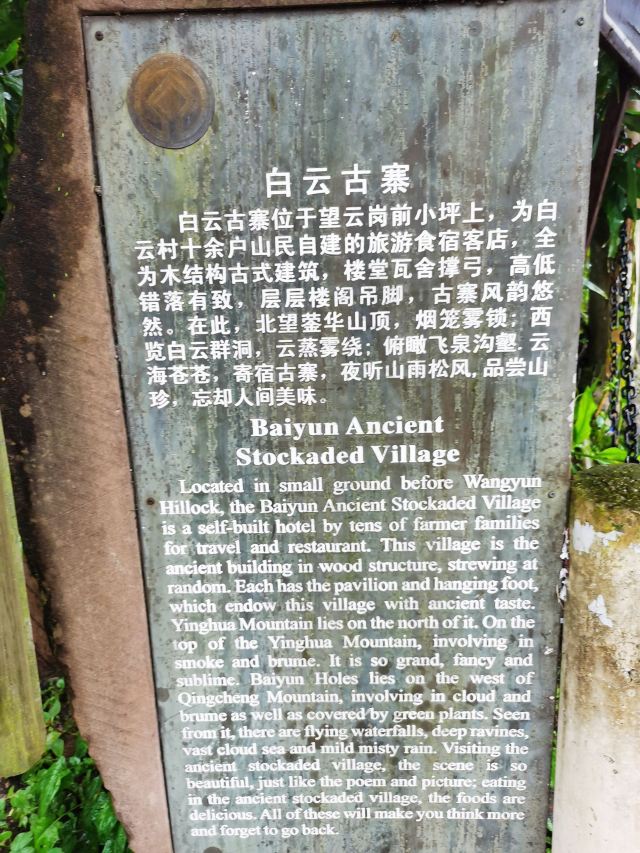 白云古寨
白云古寨位于望云岗前小坪上，为白
云村十余户山民自建的旅游食宿客店，全
为木结构古式建筑，楼堂瓦舍撑弓，高低
错落有致，层层楼阁吊脚，古寨风韵悠
然。在此，北望蓥华山顶，烟笼雾锁；西
览白云群洞，云蒸雾绕；俯瞰飞泉沟壑，云
海苍苍，寄宿古寨，夜听山雨松风，品尝山
珍，忘却人间美味。
Baiyun Ancient
Stockaded Village
Located in small ground before Wangyun
Hillock, the Baiyun Ancient Stockaded Village
is a self-built hotel by tens of farmer families
for travel and restaurant. This village is the
ancient building in wood structure, strewing at
random. Each has the pavilion and hanging foot,
which endow this village with ancient taste.
Yinghua Mountain lies on the north of it. On the
top of the Yinghua Mountain, involving in
smoke and brume. It is so grand, fancy and
sublime. Baiyun Holes lies on the west of
Qingcheng Mountain, involving in cloud and
brume as well as covered by green plants. Seen
from it, there are flying waterfalls, deep ravines,
vast cloud sea and mild misty rain. Visiting the
ancient stockaded village, the scene is so
beautiful, just like the poem and picture; eating
in the ancient stockaded village, the foods are
delicious. All of these will make you think more
and forget to go back.